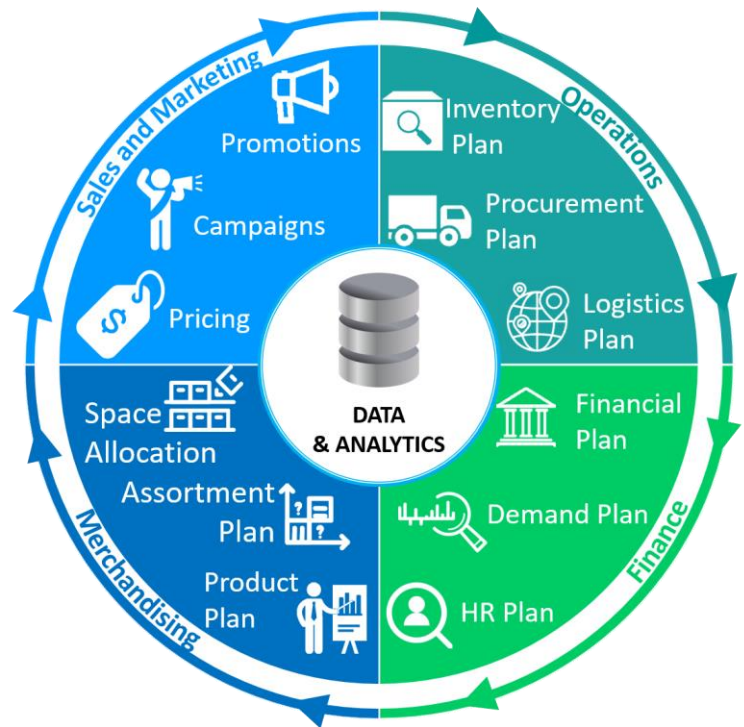 Sales and Marketing
Promotions
Campaigns
$
Pricing
Operations
Inventory
Plan
Procurement
Plan
Logistics
Plan
DATA
& ANALYTICS
Space
Allocation
Assortment
Plan
? 
?
Product
Plan
Merchandising
Financial
Plan
Demand Plan
HR Plan
Finance